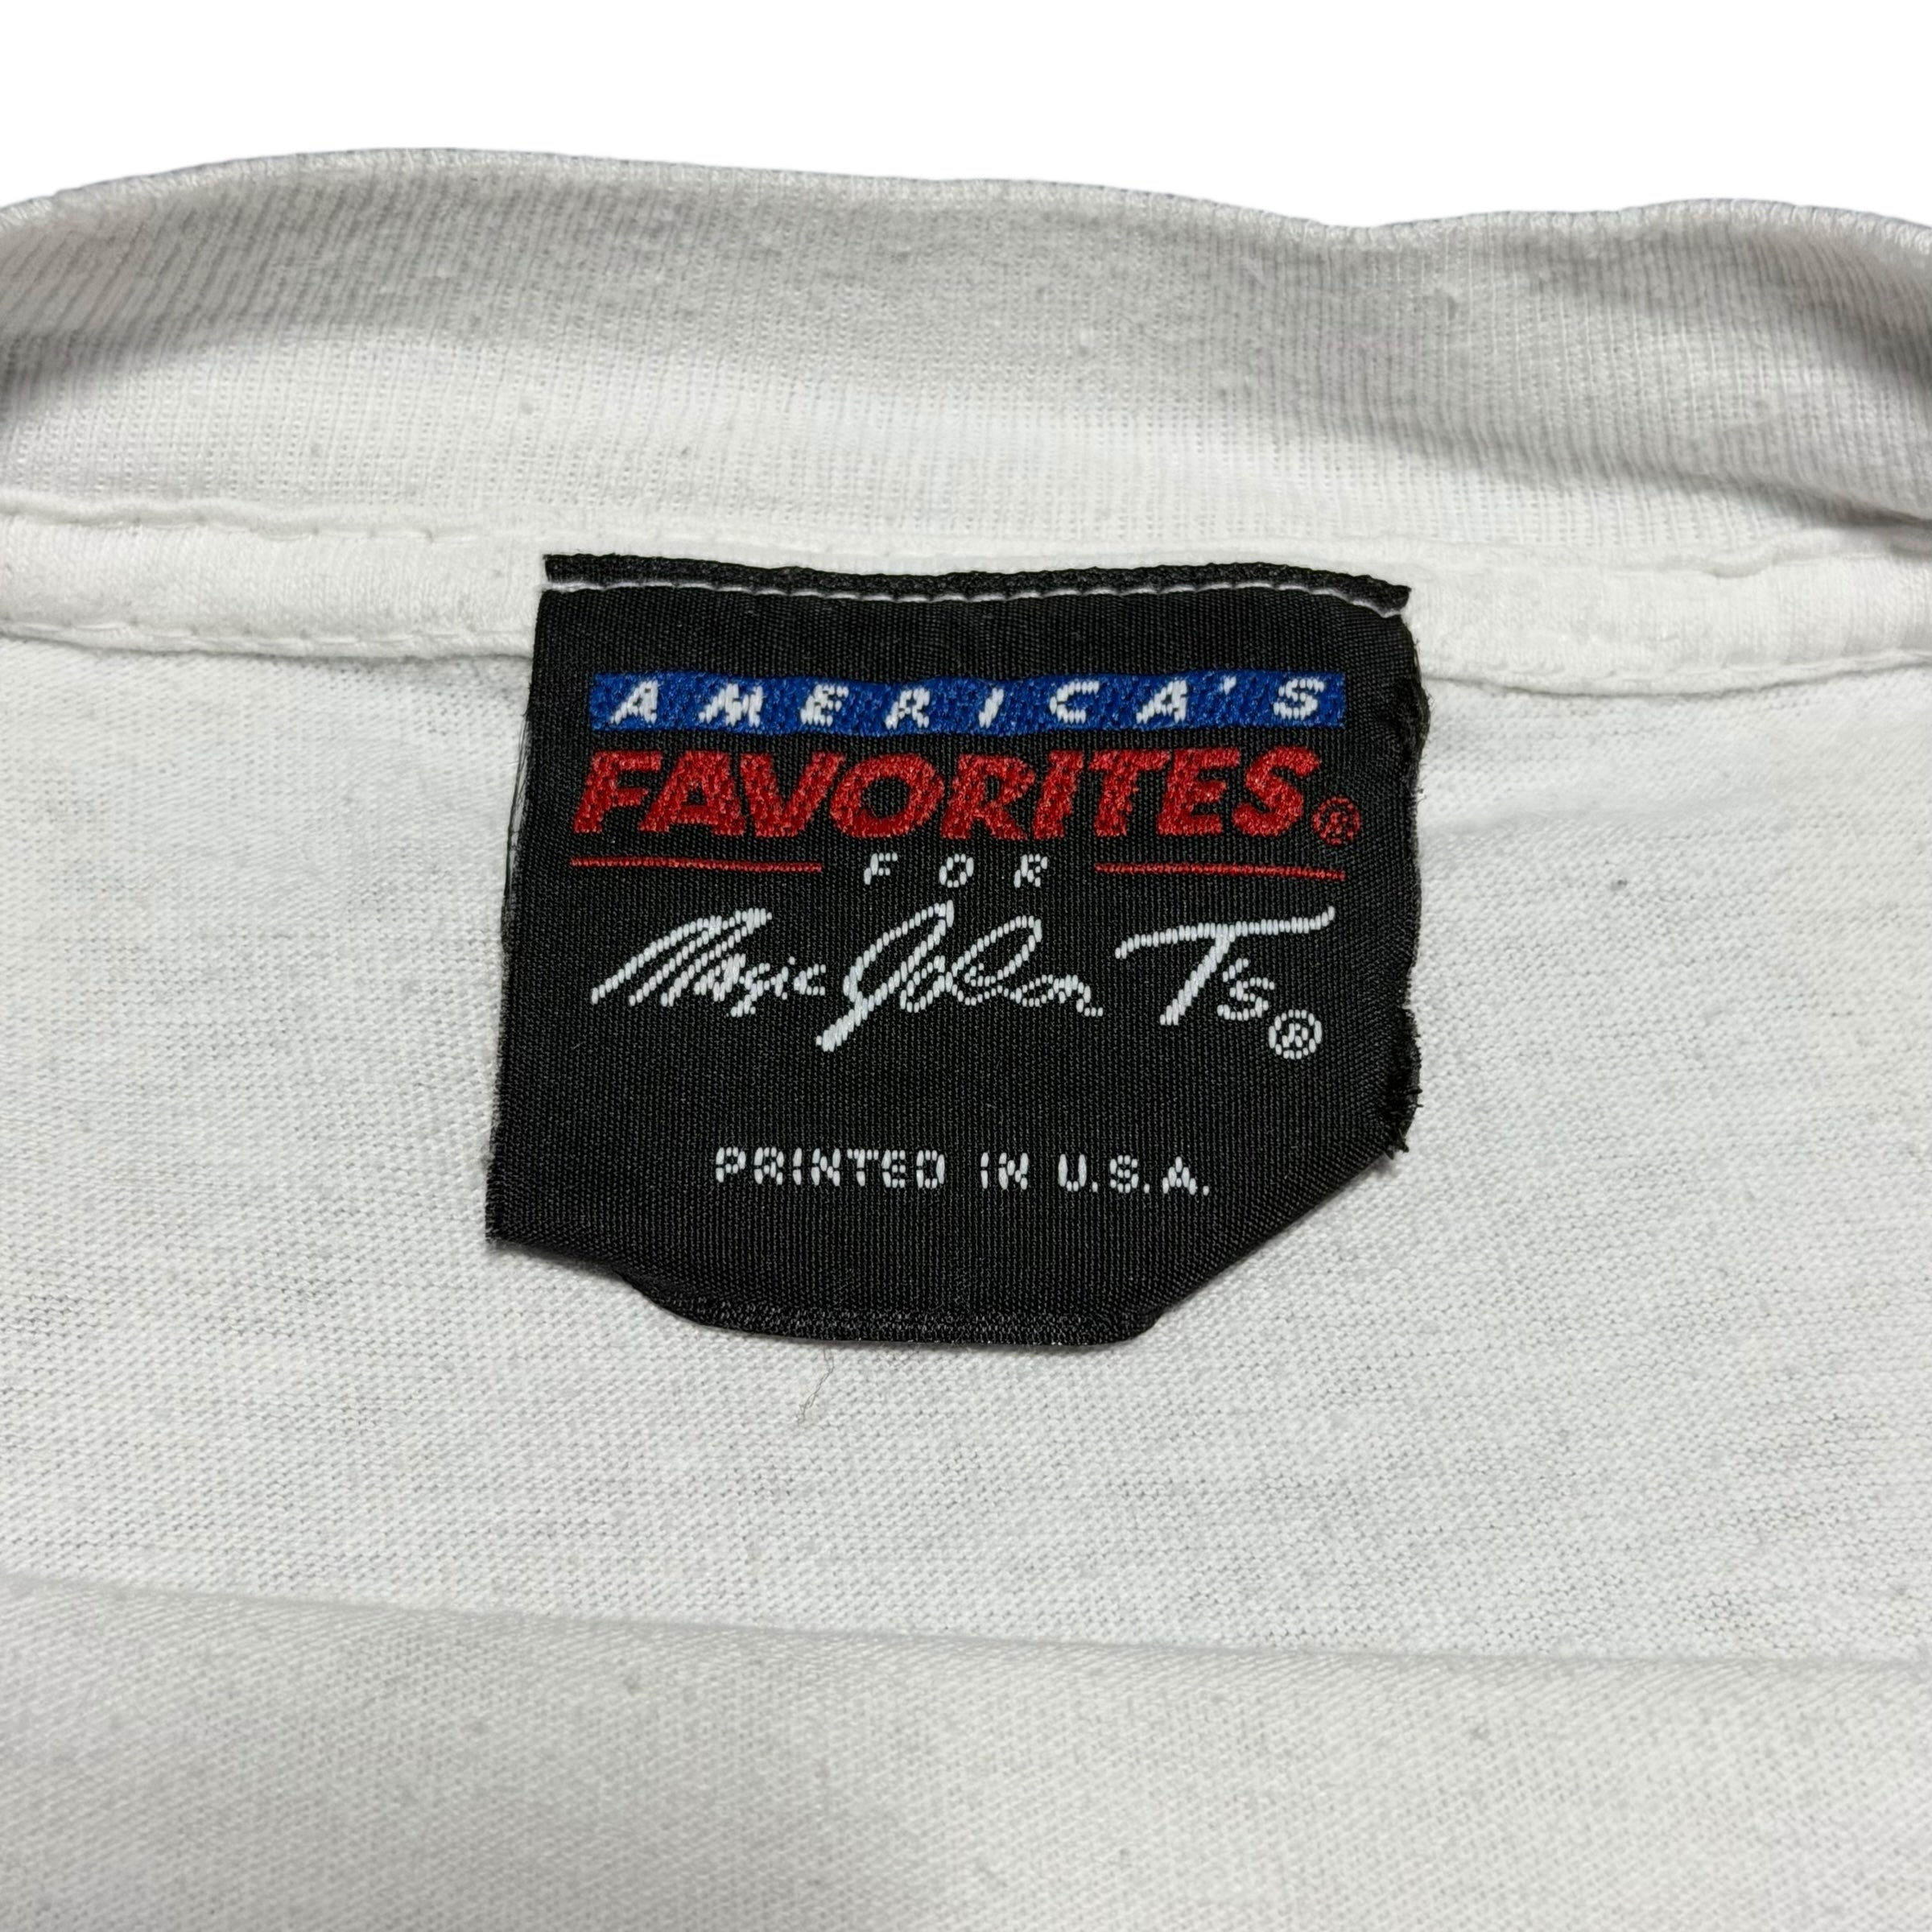 AMERICA'S
FAVORITES®
FOR
Magic Johnson T's®
PRINTED IN U.S.A.